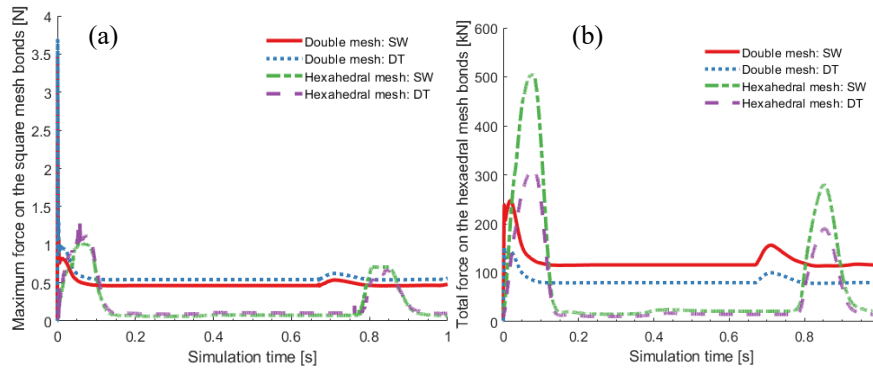 Maximum force on the square mesh bonds [N]
4
3.5
3
2.5
2
1.5
1
0.5
0
(a)
Double mesh: SW
Double mesh: DT
Hexahedral mesh: SW
Hexahedral mesh: DT
0 0.2 0.4 0.6 0.8 1
Simulation time [s]
Total force on the hexaedral mesh bonds [kN]
600
500
400
300
200
100
0
(b)
Double mesh: SW
Double mesh: DT
Hexahedral mesh: SW
Hexahedral mesh: DT
0 0.2 0.4 0.6 0.8
Simulation time [s]